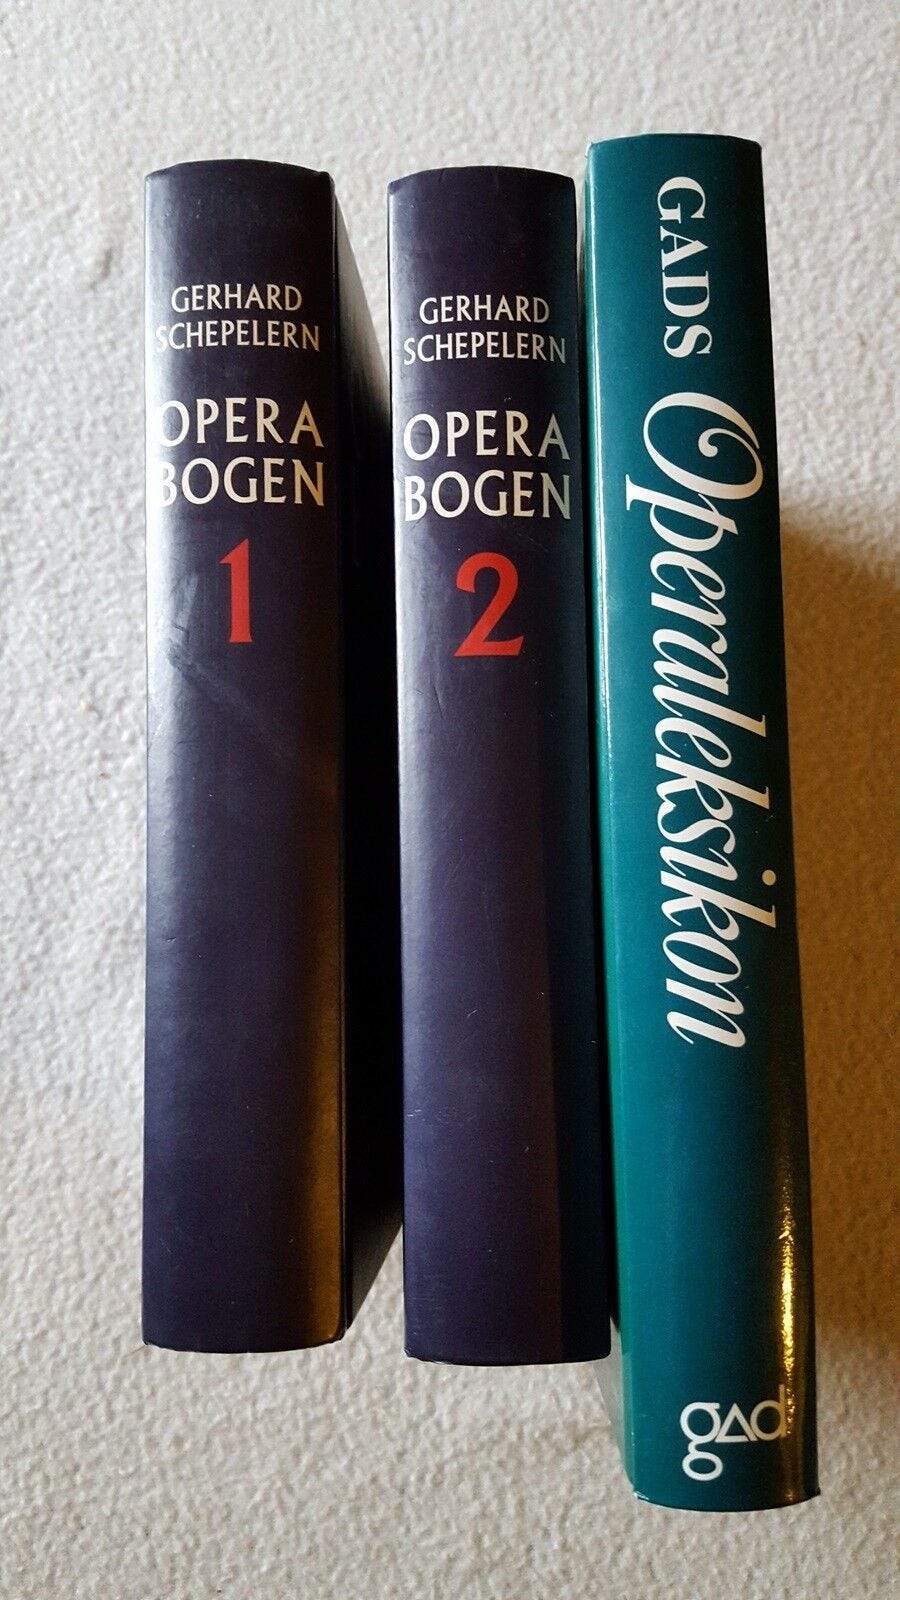 GERHARD
SCHEPELERN
OPERA
BOGEN
1
GERHARD
SCHEPELERN
OPERA
BOGEN
2
GADS Operaleksikon
gad